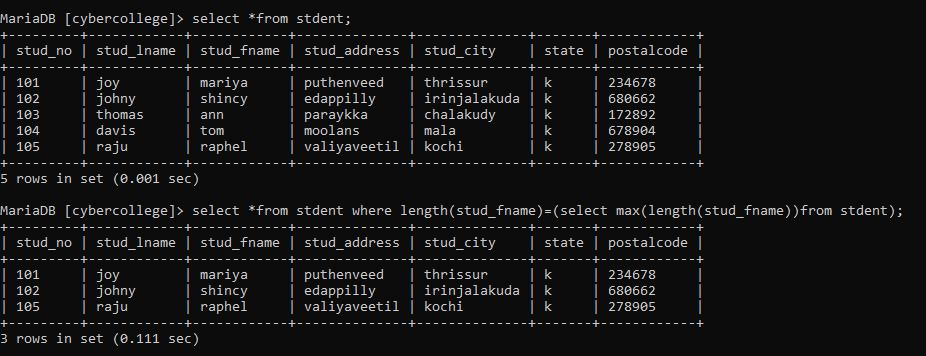 MariaDB [cybercollege]> select *from stdent;
+---------+------------+------------+--------------+--------------+-------+------------+
| stud_no | stud_lname | stud_fname | stud_address | stud_city    | state | postalcode |
+---------+------------+------------+--------------+--------------+-------+------------+
| 101     | joy        | mariya     | puthenveed   | thrissur     | k     | 234678     |
| 102     | johny      | shincy     | edappilly    | irinjalakuda | k     | 680662     |
| 103     | thomas     | ann        | paraykka     | chalakudy    | k     | 172892     |
| 104     | davis      | tom        | moolans      | mala         | k     | 678904     |
| 105     | raju       | raphel     | valiyaveetil | kochi        | k     | 278905     |
+---------+------------+------------+--------------+--------------+-------+------------+
5 rows in set (0.001 sec)
MariaDB [cybercollege]> select *from stdent where length(stud_fname)=(select max(length(stud_fname))from stdent);
+---------+------------+------------+--------------+--------------+-------+------------+
| stud_no | stud_lname | stud_fname | stud_address | stud_city    | state | postalcode |
+---------+------------+------------+--------------+--------------+-------+------------+
| 101     | joy        | mariya     | puthenveed   | thrissur     | k     | 234678     |
| 102     | johny      | shincy     | edappilly    | irinjalakuda | k     | 680662     |
| 105     | raju       | raphel     | valiyaveetil | kochi        | k     | 278905     |
+---------+------------+------------+--------------+--------------+-------+------------+
3 rows in set (0.111 sec)